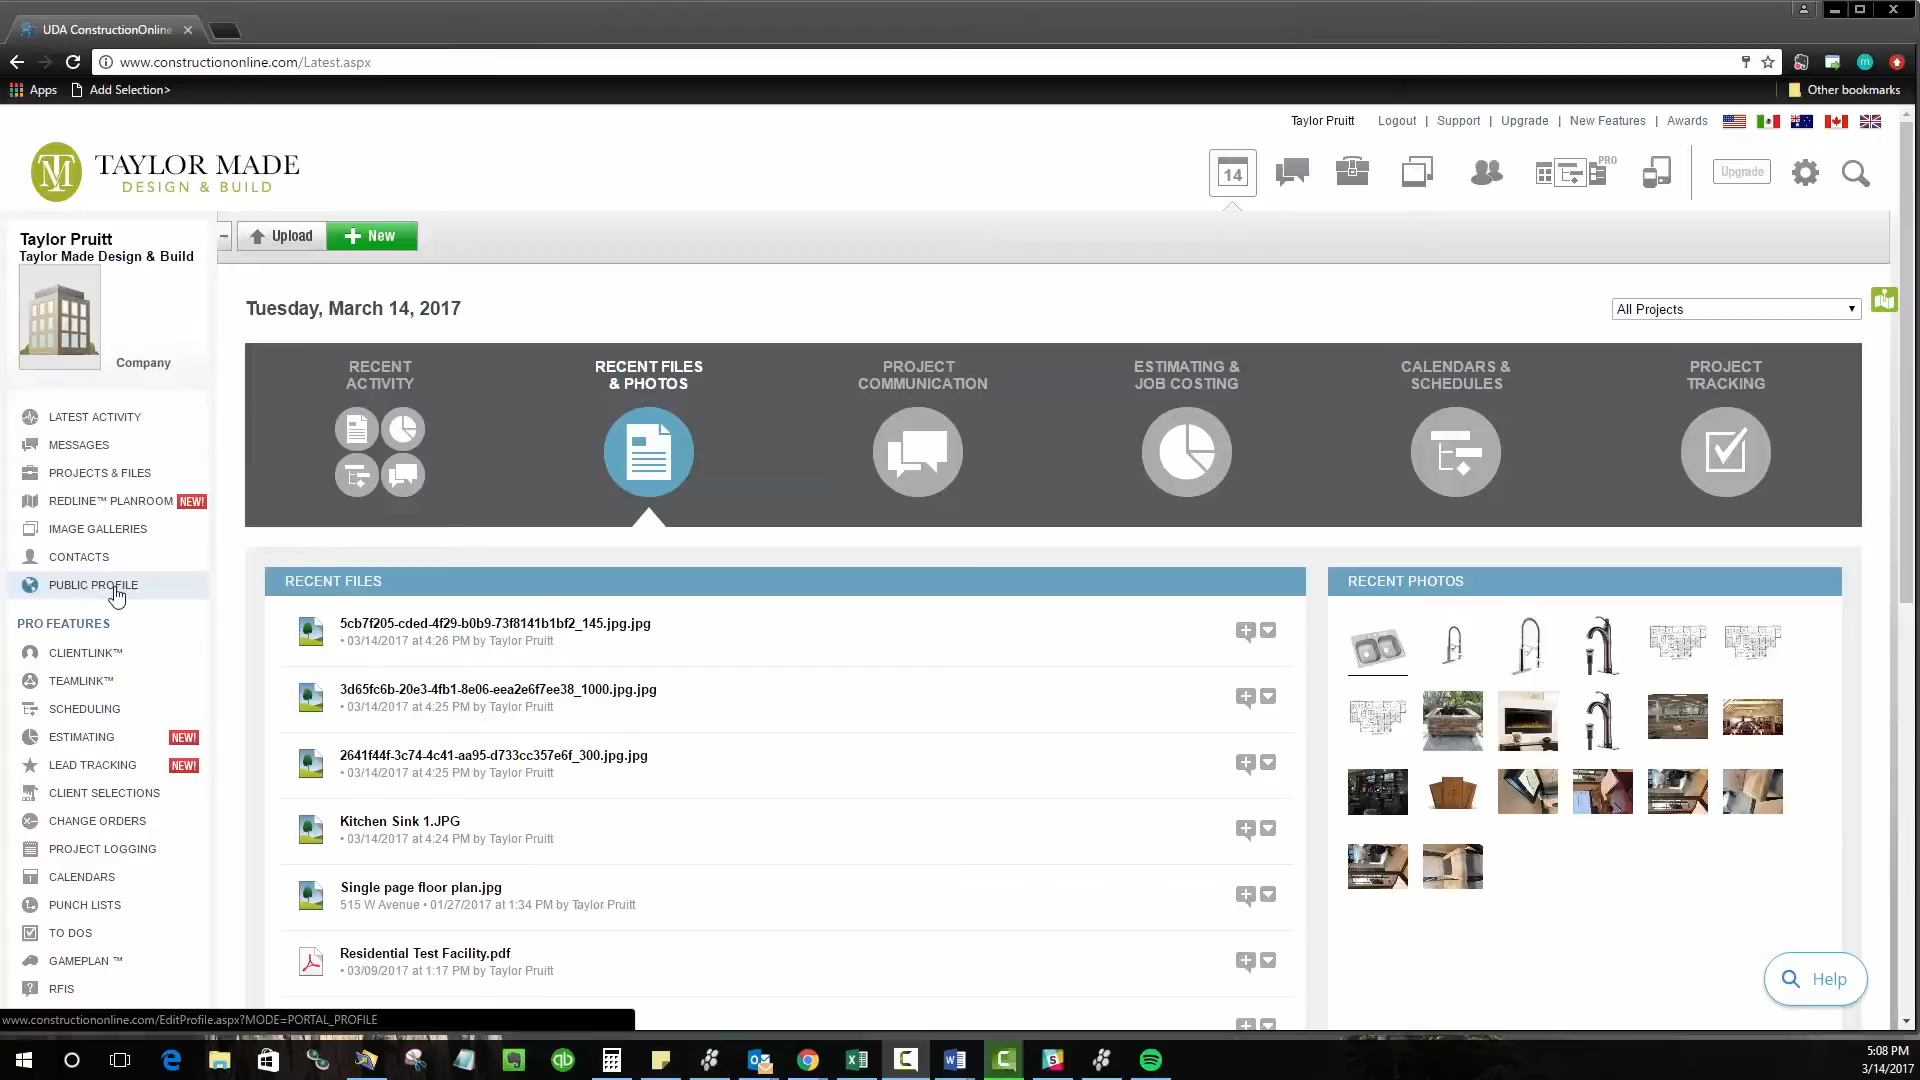 UDA ConstructionOnline
www.constructiononline.com/Latest.aspx
Apps
Add Selection>
Other bookmarks
Taylor Pruitt
Logout | Support | Upgrade | New Features | Awards
TM
TAYLOR MADE
DESIGN & BUILD
14
PRO
Upgrade
Taylor Pruitt
Taylor Made Design & Build
Company
Upload
New
Tuesday, March 14, 2017
All Projects
RECENT
ACTIVITY
RECENT FILES
& PHOTOS
PROJECT
COMMUNICATION
ESTIMATING &
JOB COSTING
CALENDARS &
SCHEDULES
PROJECT
TRACKING
LATEST ACTIVITY
MESSAGES
PROJECTS & FILES
REDLINE™ PLANROOM NEW!
IMAGE GALLERIES
CONTACTS
PUBLIC PROFILE
PRO FEATURES
CLIENTLINK™
TEAMLINK™
SCHEDULING
ESTIMATING NEW!
LEAD TRACKING NEW!
CLIENT SELECTIONS
CHANGE ORDERS
PROJECT LOGGING
CALENDARS
PUNCH LISTS
TO DOS
GAMEPLAN ™
RFIS
RECENT FILES
5cb7f205-cded-4f29-b0b9-73f8141b1bf2_145.jpg.jpg
• 03/14/2017 at 4:26 PM by Taylor Pruitt
3d65fc6b-20e3-4fb1-8e06-eea2e6f7ee38_1000.jpg.jpg
• 03/14/2017 at 4:25 PM by Taylor Pruitt
2641f44f-3c74-4c41-aa95-d733cc357e6f_300.jpg.jpg
• 03/14/2017 at 4:25 PM by Taylor Pruitt
Kitchen Sink 1.JPG
• 03/14/2017 at 4:24 PM by Taylor Pruitt
Single page floor plan.jpg
515 W Avenue • 01/27/2017 at 1:34 PM by Taylor Pruitt
Residential Test Facility.pdf
• 03/09/2017 at 1:17 PM by Taylor Pruitt
RECENT PHOTOS
Help
www.constructiononline.com/EditProfile.aspx?MODE=PORTAL_PROFILE
5:08 PM
3/14/2017